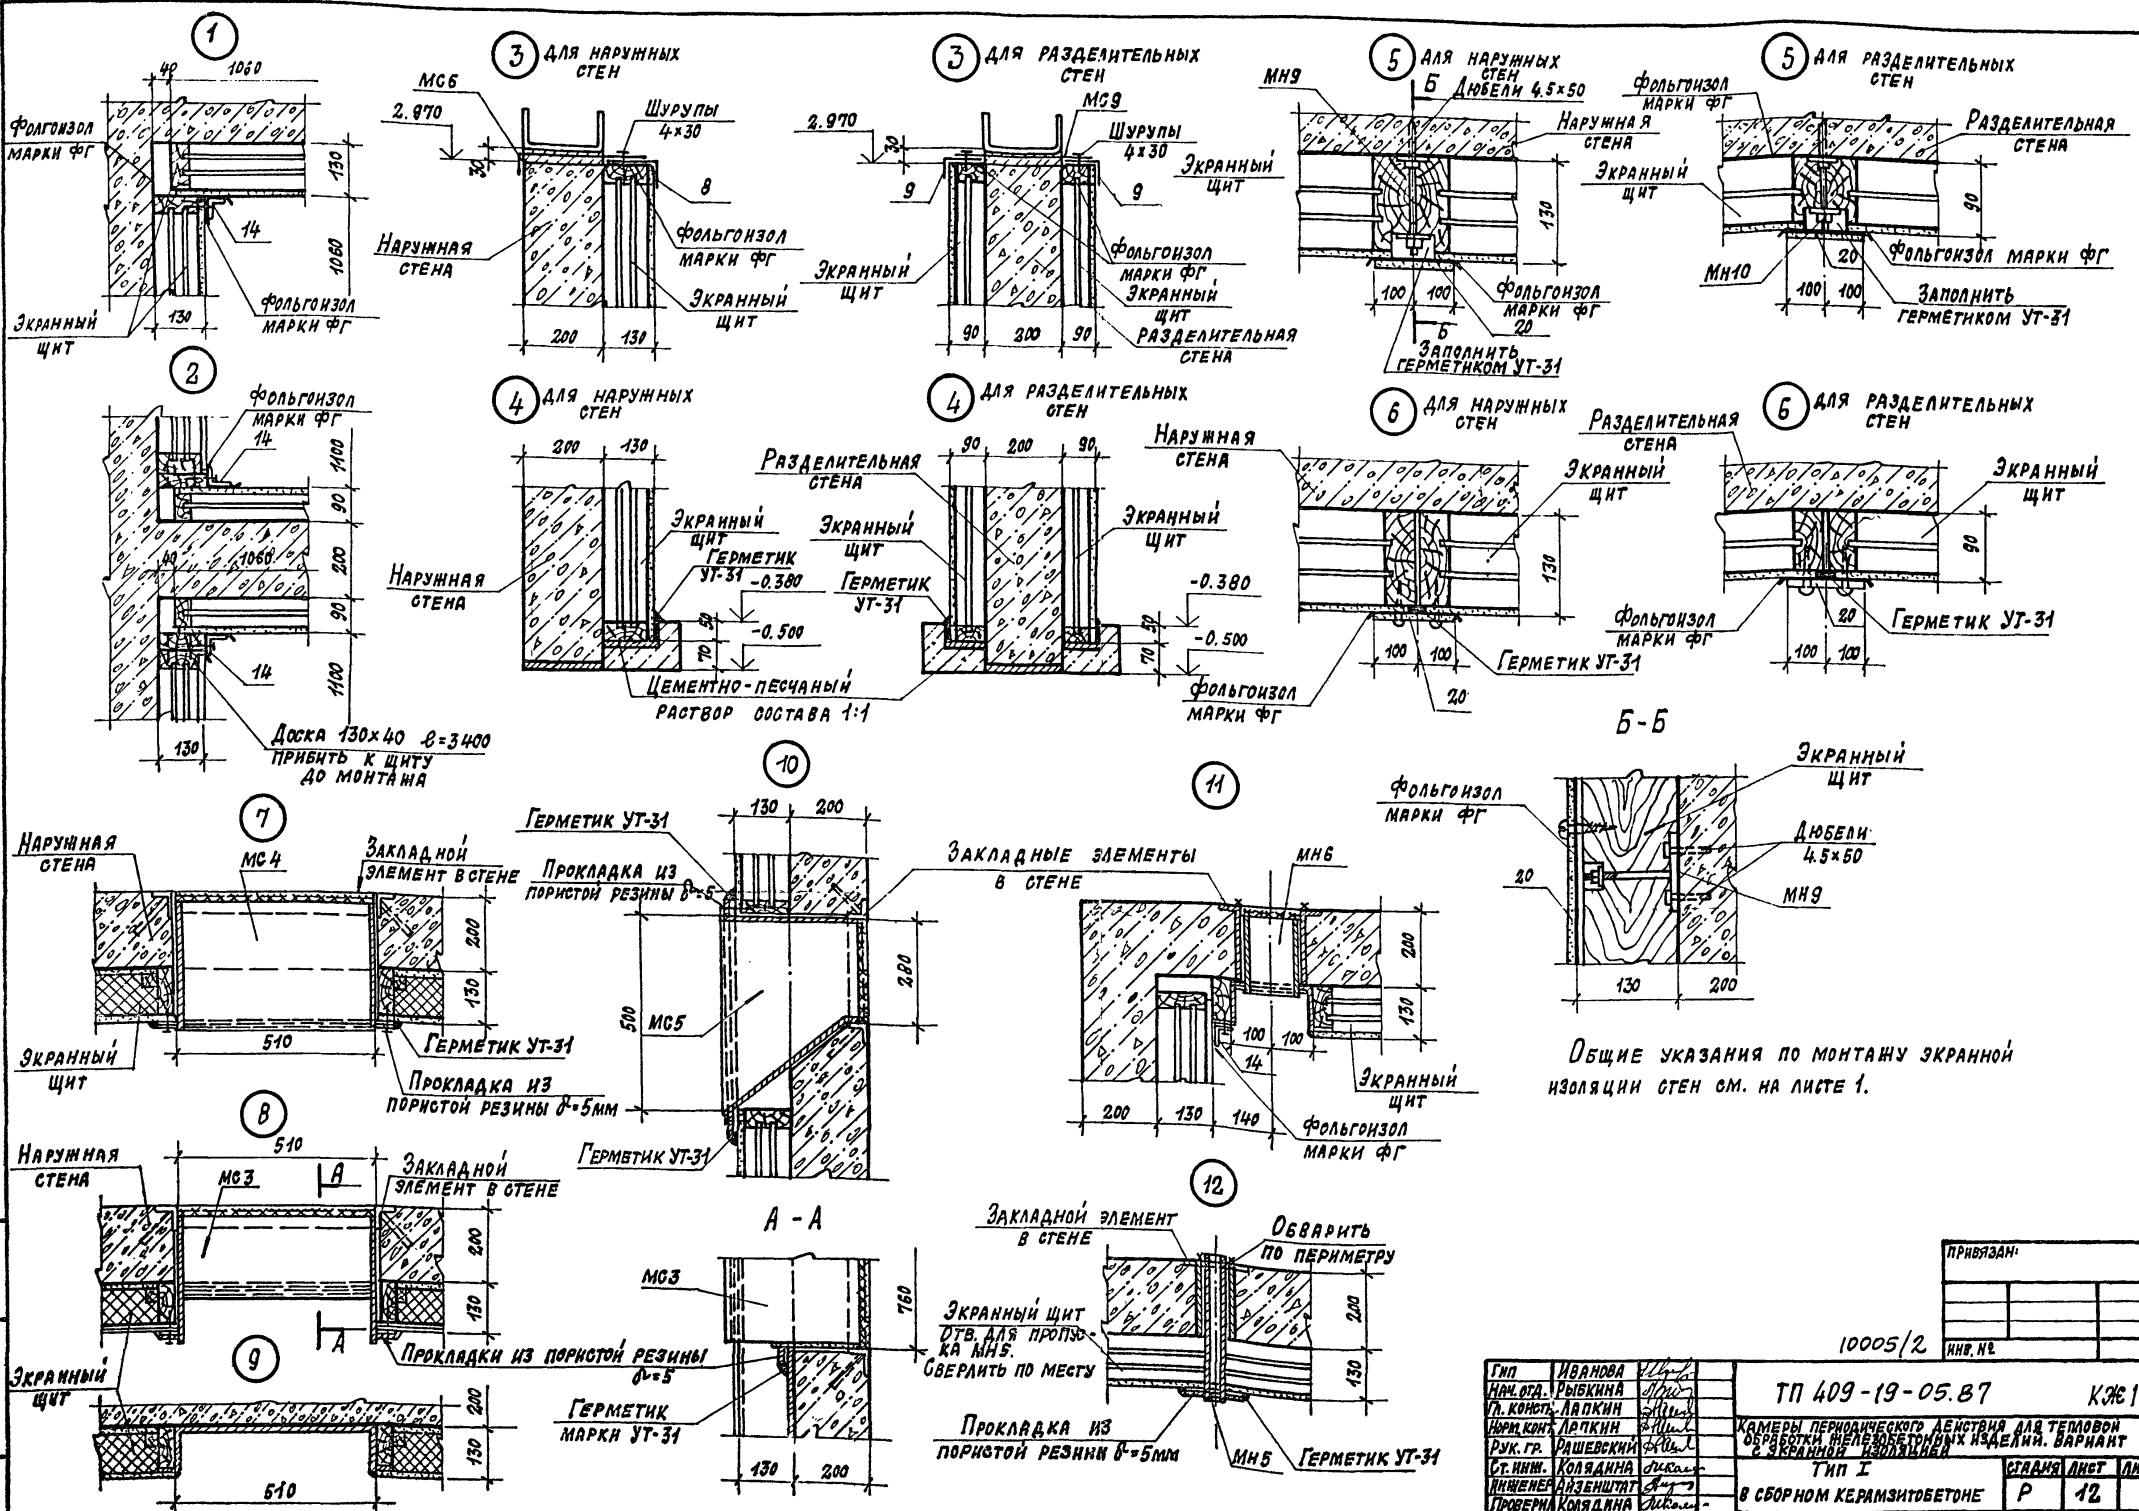 1
40 1060
Фолгоизол
марки ФГ
130
1060
14
Фольгоизол
марки ФГ
Экранный
щит
130
3 для наружных
стен
МС6
2.970
30
Шурупы
4×30
8
Фольгоизол
марки ФГ
Наружная
стена
Экранный
щит
200 130
3 для разделительных
стен
МС9
2.970
30
Шурупы
4×30
9
9
Экранный
щит
Фольгоизол
марки ФГ
Экранный
щит
Разделительная
стена
90 200 90
5 для наружных
стен
МН9
Б
Дюбели 4.5×50
Наружная
стена
Экранный
щит
130
100 100
Фольгоизол
марки ФГ
20
Б
Заполнить
герметиком УТ-31
5 для разделительных
стен
Фольгоизол
марки ФГ
Разделительная
стена
Экранный
щит
90
МН10
20
Фольгоизол марки ФГ
100 100
Заполнить
герметиком УТ-31
2
Фольгоизол
марки ФГ
14
1100
90
40 1060
200
90
14
1100
130
Доска 130×40 ℓ=3400
прибить к щиту
до монтажа
4 для наружных
стен
200 130
Экранный
щит
Герметик
УТ-31
-0.380
Наружная
стена
50
-0.500
70
Цементно-песчаный
раствор состава 1:1
4 для разделительных
стен
90 200 90
Разделительная
стена
Экранный
щит
Экранный
щит
Герметик
УТ-31
-0.380
50
-0.500
70
6 для наружных
стен
Наружная
стена
Экранный
щит
130
100 100
Герметик УТ-31
Фольгоизол
марки ФГ
20
6 для разделительных
стен
Разделительная
стена
Экранный
щит
90
Фольгоизол
марки ФГ
20
Герметик УТ-31
100 100
7
Наружная
стена
МС4
Закладной
элемент в стене
200
130
510
Экранный
щит
Герметик УТ-31
Прокладка из
пористой резины δ=5мм
8
510
Наружная
стена
МС3
А
Закладной
элемент в стене
200
130
А
Прокладки из пористой резины
δ=5
9
Экранный
щит
200
130
510
10
130 200
Герметик УТ-31
Прокладка из
пористой резины δ=5
Закладные элементы
в стене
500
280
МС5
Герметик УТ-31
А - А
МС3
760
Герметик
марки УТ-31
130 200
11
МН6
200
130
100 100
14
Экранный
щит
200 130 140
Фольгоизол
марки ФГ
12
Закладной элемент
в стене
Обварить
по периметру
Экранный щит
Отв. для пропус-
ка МН5.
Сверлить по месту
200
130
Прокладка из
пористой резины δ=5мм
МН5
Герметик УТ-31
Б-Б
Экранный
щит
Фольгоизол
марки ФГ
Дюбели
4.5×50
МН9
20
130 200
Общие указания по монтажу экранной
изоляции стен см. на листе 1.
Привязан:
Инв. №
10005/2
ГИП Иванова
Нач. отд. Рыбкина
Гл. констр. Лапкин
Норм. кон. Лапкин
Рук. гр. Рашевский
Ст. инж. Колядина
Инженер Айзенштат
Проверил Колядина
ТП 409-19-05.87 КЖ1
Камеры периодического действия для тепловой
обработки железобетонных изделий. Вариант
с экранной изоляцией
Тип I
в сборном керамзитобетоне
Стадия Лист
Р 12